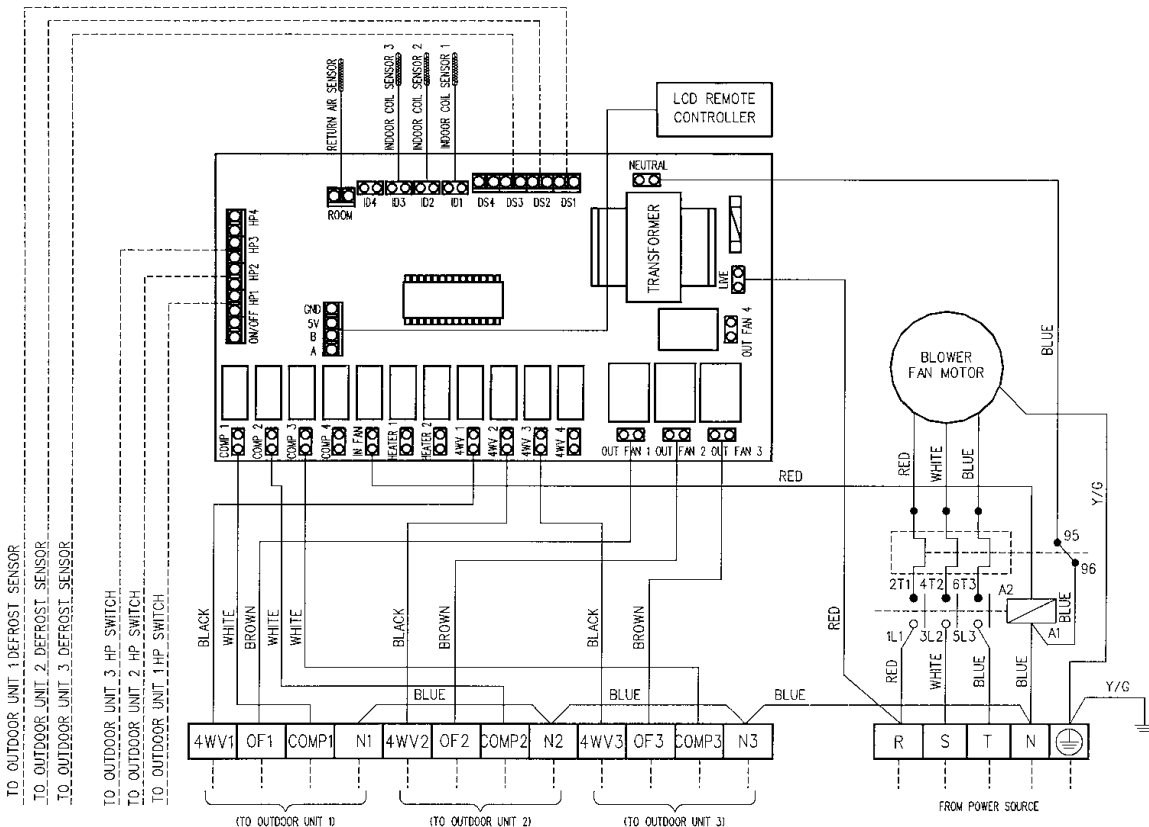 LCD REMOTE
CONTROLLER
RETURN AIR SENSOR
INDOOR COIL SENSOR 3
INDOOR COIL SENSOR 2
INDOOR COIL SENSOR 1
NEUTRAL
ROOM
ID4
ID3
ID2
ID1
DS4
DS3
DS2
DS1
HP4
HP3
HP2
HP1
ON/OFF
TRANSFORMER
LIVE
GND
5V
B
A
OUT FAN 4
BLUE
BLOWER
FAN MOTOR
COMP 1
COMP 2
COMP 3
COMP 4
IN FAN
HEATER 1
HEATER 2
4WV 1
4WV 2
4WV 3
4WV 4
OUT FAN 1
OUT FAN 2
OUT FAN 3
RED
RED
WHITE
BLUE
Y/G
95
96
2T1
4T2
6T3
A2
A1
BLUE
1L1
3L2
5L3
BLACK
WHITE
BROWN
WHITE
WHITE
BLACK
BROWN
BLACK
BROWN
RED
RED
WHITE
BLUE
BLUE
BLUE
BLUE
BLUE
Y/G
4WV1
OF1
COMP1
N1
4WV2
OF2
COMP2
N2
4WV3
OF3
COMP3
N3
R
S
T
N
(TO OUTDOOR UNIT 1)
(TO OUTDOOR UNIT 2)
(TO OUTDOOR UNIT 3)
FROM POWER SOURCE
TO OUTDOOR UNIT 1 DEFROST SENSOR
TO OUTDOOR UNIT 2 DEFROST SENSOR
TO OUTDOOR UNIT 3 DEFROST SENSOR
TO OUTDOOR UNIT 3 HP SWITCH
TO OUTDOOR UNIT 2 HP SWITCH
TO OUTDOOR UNIT 1 HP SWITCH